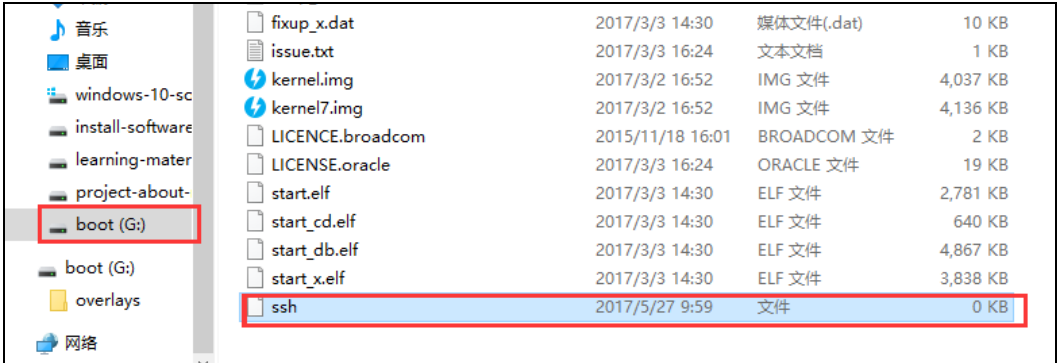 音乐
桌面
windows-10-sc
install-software
learning-mater
project-about-
boot (G:)
boot (G:)
overlays
网络
fixup_x.dat 2017/3/3 14:30 媒体文件(.dat) 10 KB
issue.txt 2017/3/3 16:24 文本文档 1 KB
kernel.img 2017/3/2 16:52 IMG 文件 4,037 KB
kernel7.img 2017/3/2 16:52 IMG 文件 4,136 KB
LICENCE.broadcom 2015/11/18 16:01 BROADCOM 文件 2 KB
LICENSE.oracle 2017/3/3 16:24 ORACLE 文件 19 KB
start.elf 2017/3/3 14:30 ELF 文件 2,781 KB
start_cd.elf 2017/3/3 14:30 ELF 文件 640 KB
start_db.elf 2017/3/3 14:30 ELF 文件 4,867 KB
start_x.elf 2017/3/3 14:30 ELF 文件 3,838 KB
ssh 2017/5/27 9:59 文件 0 KB